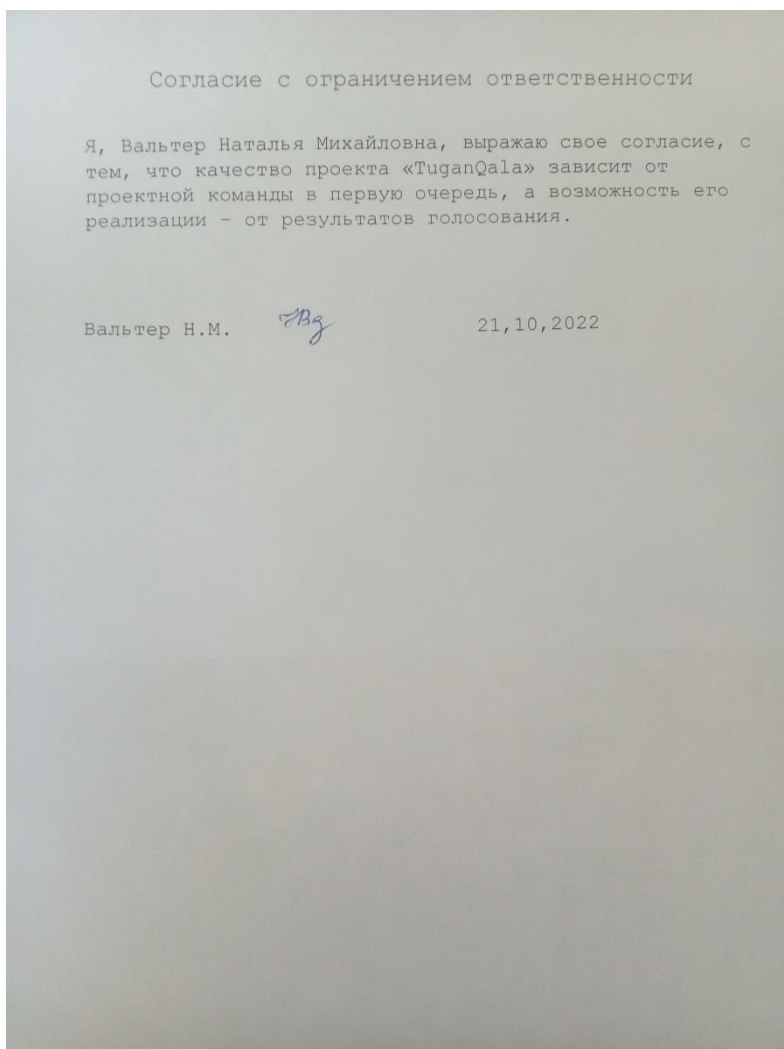 Согласие с ограничением ответственности
Я, Вальтер Наталья Михайловна, выражаю свое согласие, с
тем, что качество проекта «TuganQala» зависит от
проектной команды в первую очередь, а возможность его
реализации – от результатов голосования.
Вальтер Н.М. 21,10,2022